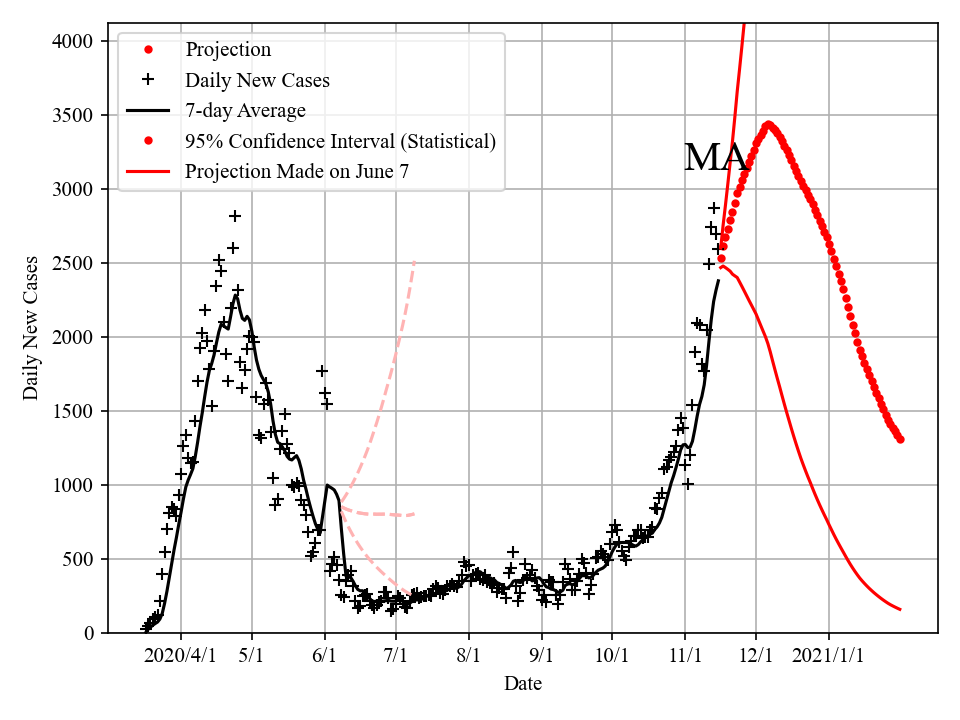 4000
3500
3000
2500
2000
1500
1000
500
0
Daily New Cases
Projection
Daily New Cases
7-day Average
95% Confidence Interval (Statistical)
Projection Made on June 7
MA
2020/4/1 5/1 6/1 7/1 8/1 9/1 10/1 11/1 12/1 2021/1/1
Date